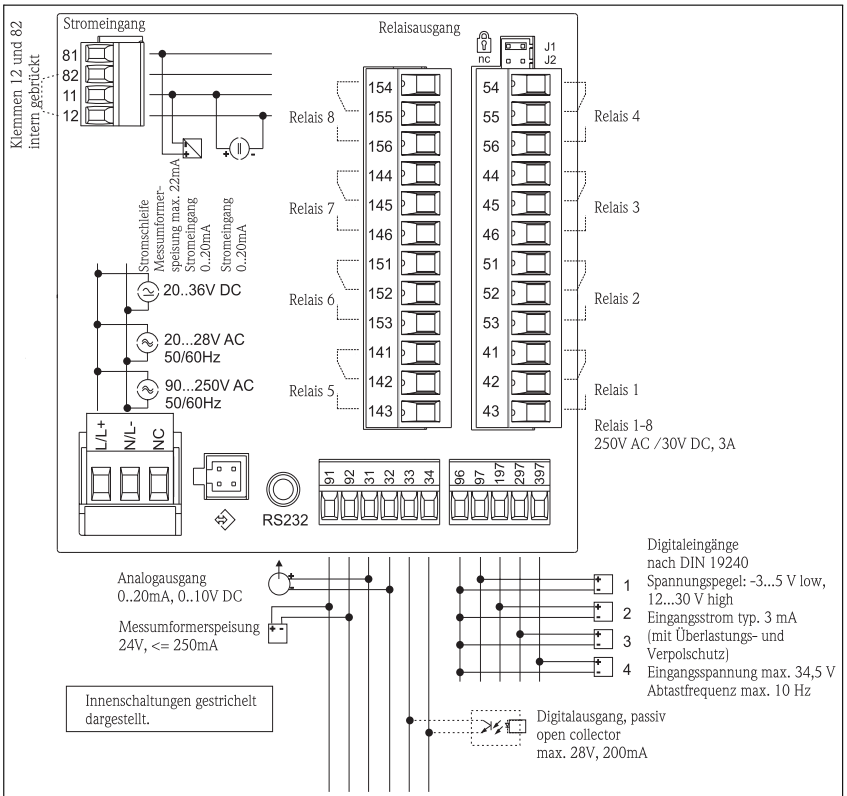 Stromeingang
Relaisausgang
Klemmen 12 und 82
intern gebrückt
81
82
11
12
nc
J1
J2
154
155
156
144
145
146
151
152
153
141
142
143
54
55
56
44
45
46
51
52
53
41
42
43
Relais 8
Relais 7
Relais 6
Relais 5
Relais 4
Relais 3
Relais 2
Relais 1
Relais 1-8
250V AC /30V DC, 3A
+
-
+
-
Stromschleife
Messumformer-
speisung max. 22mA
Stromeingang
0..20mA
Stromeingang
0..20mA
20..36V DC
20...28V AC
50/60Hz
90...250V AC
50/60Hz
L/L+
N/L-
NC
RS232
91
92
31
32
33
34
96
97
197
297
397
Analogausgang
0..20mA, 0..10V DC
+
-
Messumformerspeisung
24V, <= 250mA
+ -
Innenschaltungen gestrichelt
dargestellt.
+
-
1
+
-
2
+
-
3
+
-
4
Digitaleingänge
nach DIN 19240
Spannungspegel: -3...5 V low,
12...30 V high
Eingangsstrom typ. 3 mA
(mit Überlastungs- und
Verpolschutz)
Eingangsspannung max. 34,5 V
Abtastfrequenz max. 10 Hz
Digitalausgang, passiv
open collector
max. 28V, 200mA